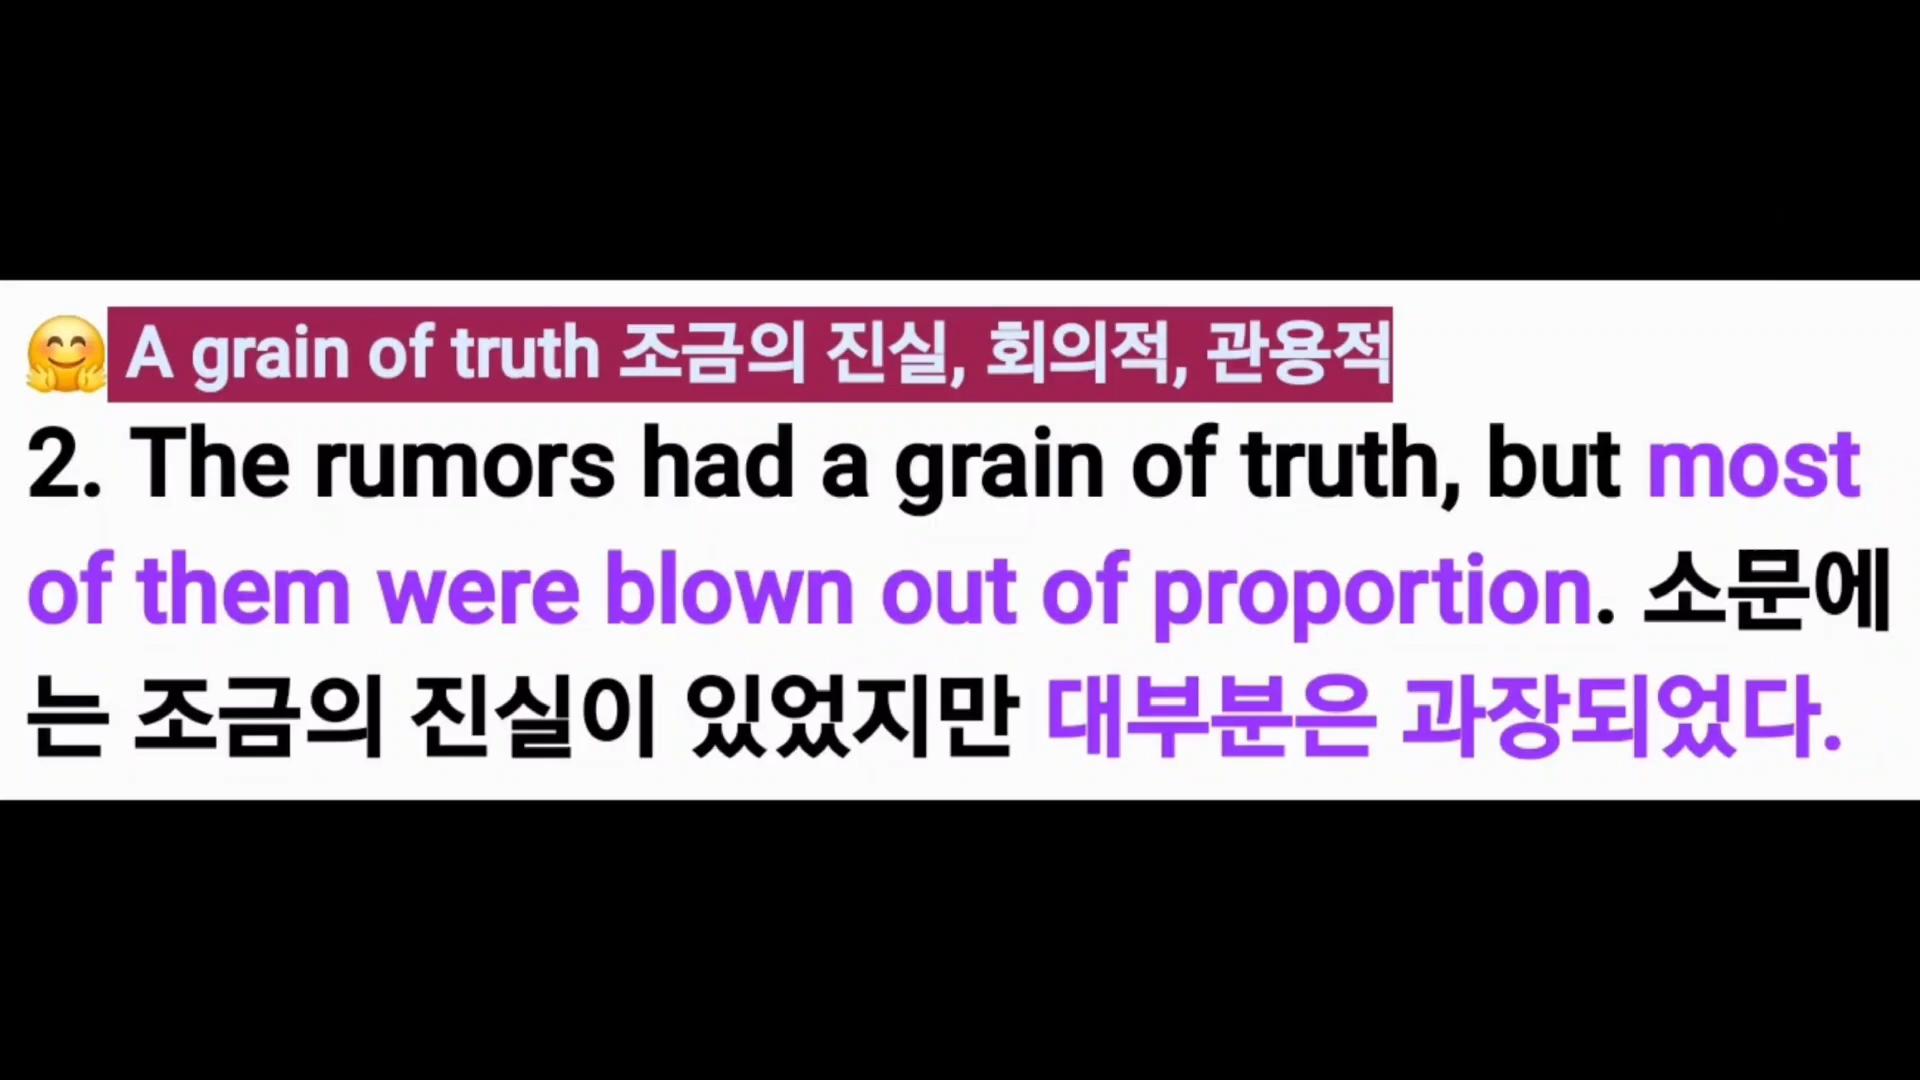 🤗 A grain of truth 조금의 진실, 회의적, 관용적
2. The rumors had a grain of truth, but most
of them were blown out of proportion. 소문에
는 조금의 진실이 있었지만 대부분은 과장되었다.